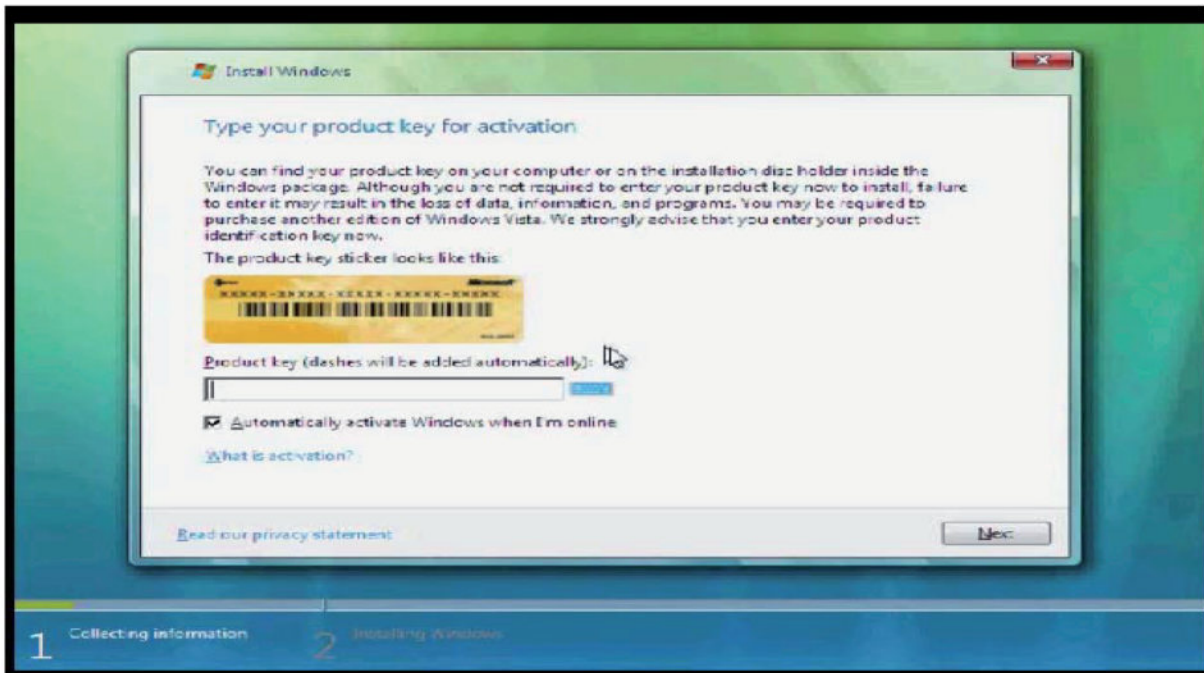 Install Windows
Type your product key for activation
You can find your product key on your computer or on the installation disc holder inside the
Windows package. Although you are not required to enter your product key now to install, failure
to enter it may result in the loss of data, information, and programs. You may be required to
purchase another edition of Windows Vista. We strongly advise that you enter your product
identification key now.
The product key sticker looks like this:
Microsoft
Product key (dashes will be added automatically):
Automatically activate Windows when I'm online
What is activation?
Read our privacy statement
Next
1 Collecting information
2 Installing Windows